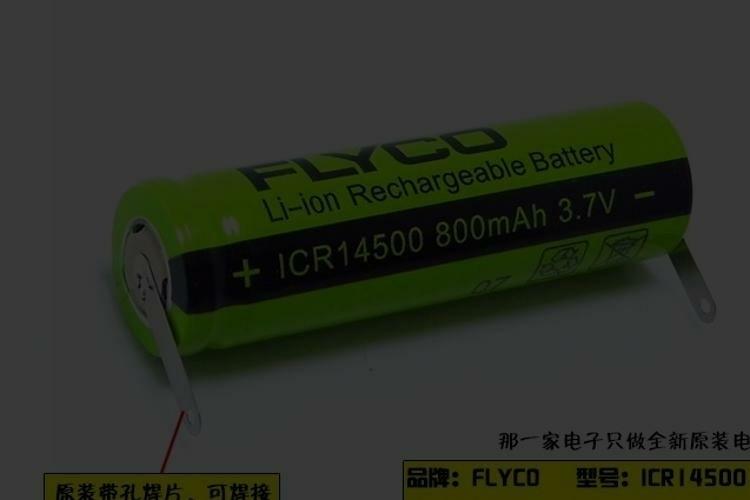 FLYCO
Li-ion Rechargeable Battery
+ ICR14500 800mAh 3.7V −
07
那一家电子只做全新原装电
品牌：FLYCO 型号：ICR14500
原装带孔焊片，可焊接